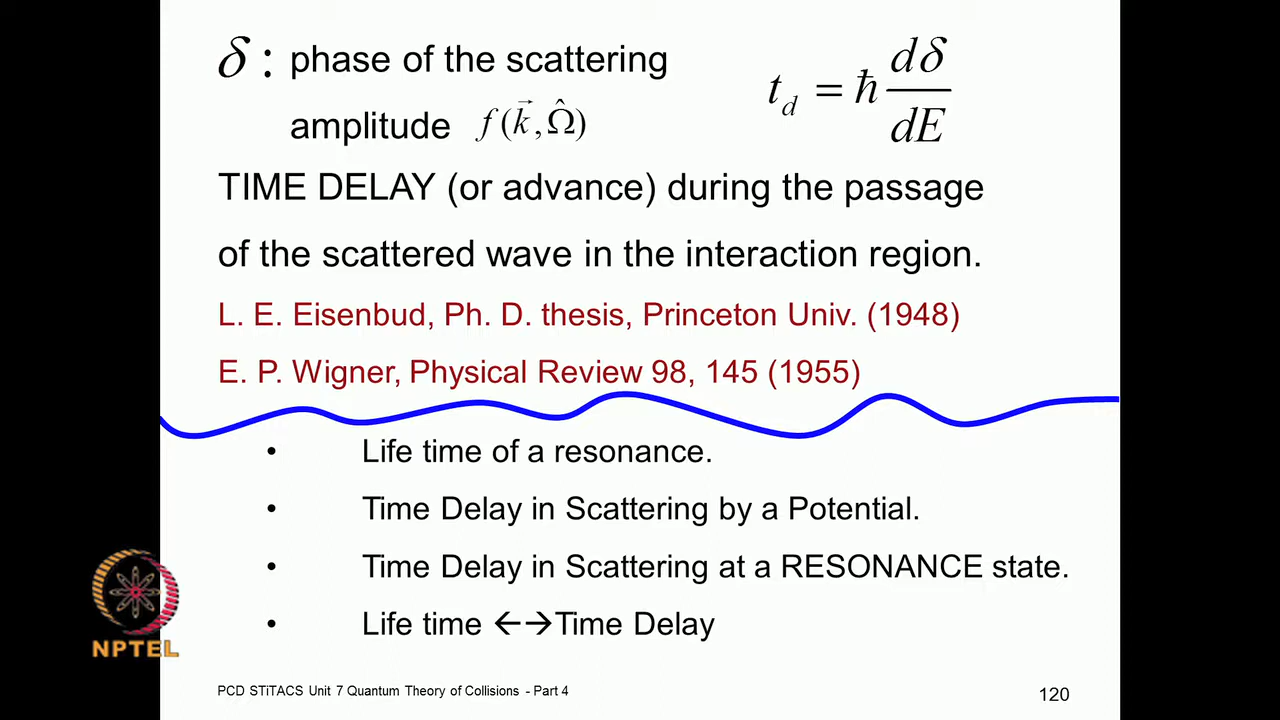 δ : phase of the scattering
amplitude f(k⃗, Ω̂)
t_d = ħ dδ/dE
TIME DELAY (or advance) during the passage
of the scattered wave in the interaction region.
L. E. Eisenbud, Ph. D. thesis, Princeton Univ. (1948)
E. P. Wigner, Physical Review 98, 145 (1955)
• Life time of a resonance.
• Time Delay in Scattering by a Potential.
• Time Delay in Scattering at a RESONANCE state.
• Life time ←→Time Delay
NPTEL
PCD STiTACS Unit 7 Quantum Theory of Collisions - Part 4
120